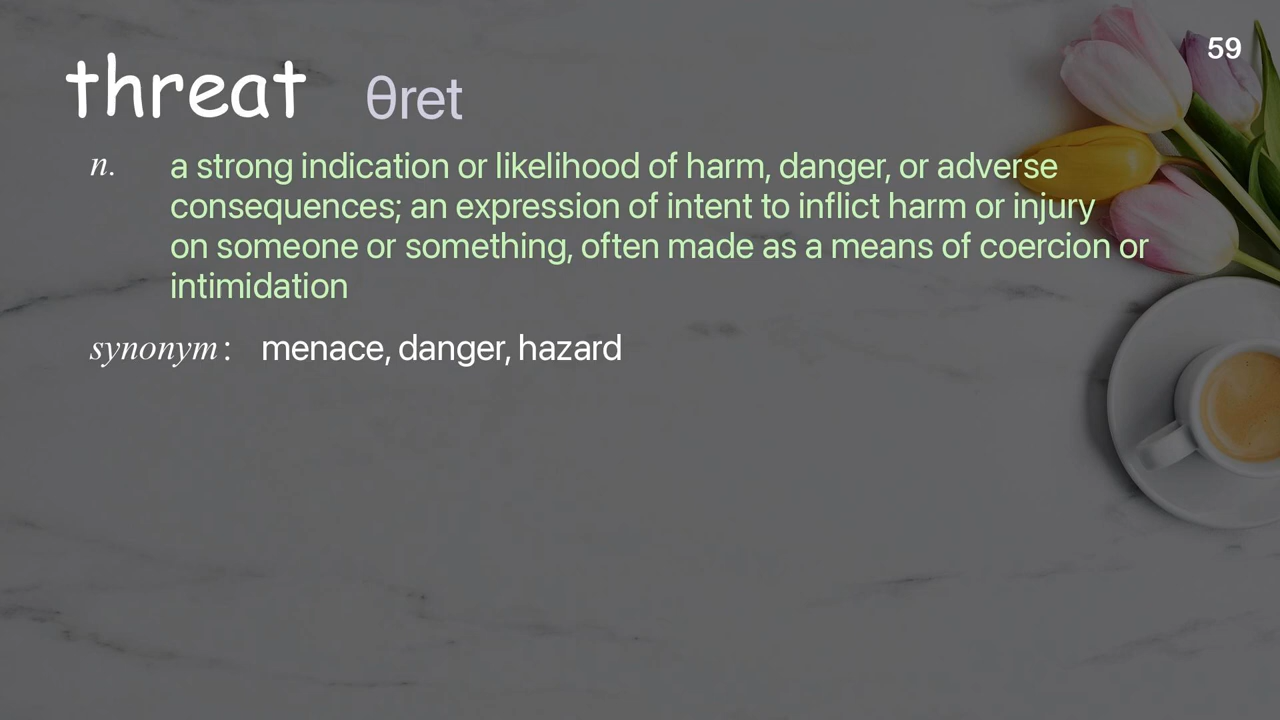 59
threat θret
n. a strong indication or likelihood of harm, danger, or adverse
consequences; an expression of intent to inflict harm or injury
on someone or something, often made as a means of coercion or
intimidation
synonym: menace, danger, hazard